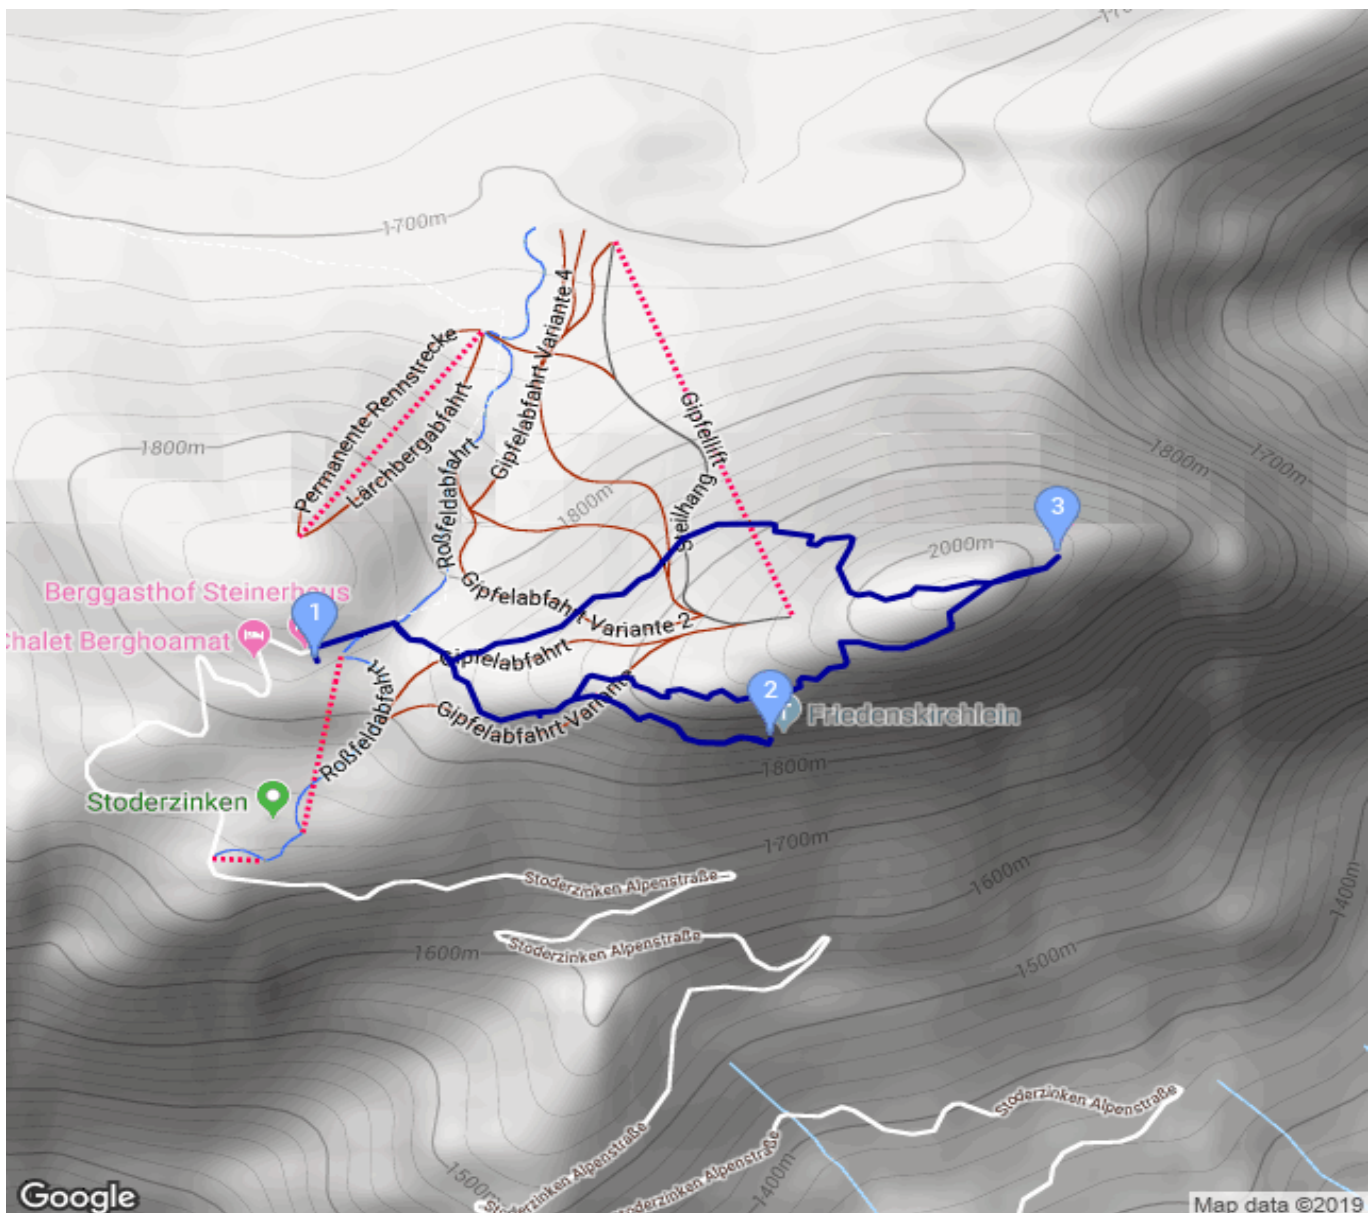 1700m
1800m
Permanente Rennstrecke
Lärchbergabfahrt
Roßfeldabfahrt
Gipfelabfahrt-Variante 4
Gipfellift
Steilhang
1800m
1800m
1700m
3
2000m
Berggasthof Steinerhaus
1
Chalet Berghoamat
Gipfelabfahrt-Variante 2
Gipfelabfahrt
Gipfelabfahrt-Variante
2
Friedenskirchlein
Roßfeldabfahrt
1800m
Stoderzinken
1700m
Stoderzinken Alpenstraße
1600m
1400m
Stoderzinken Alpenstraße
1600m
1500m
Stoderzinken Alpenstraße
Stoderzinken Alpenstraße
Stoderzinken Alpenstraße
1500m
1400m
Google
Map data ©2019